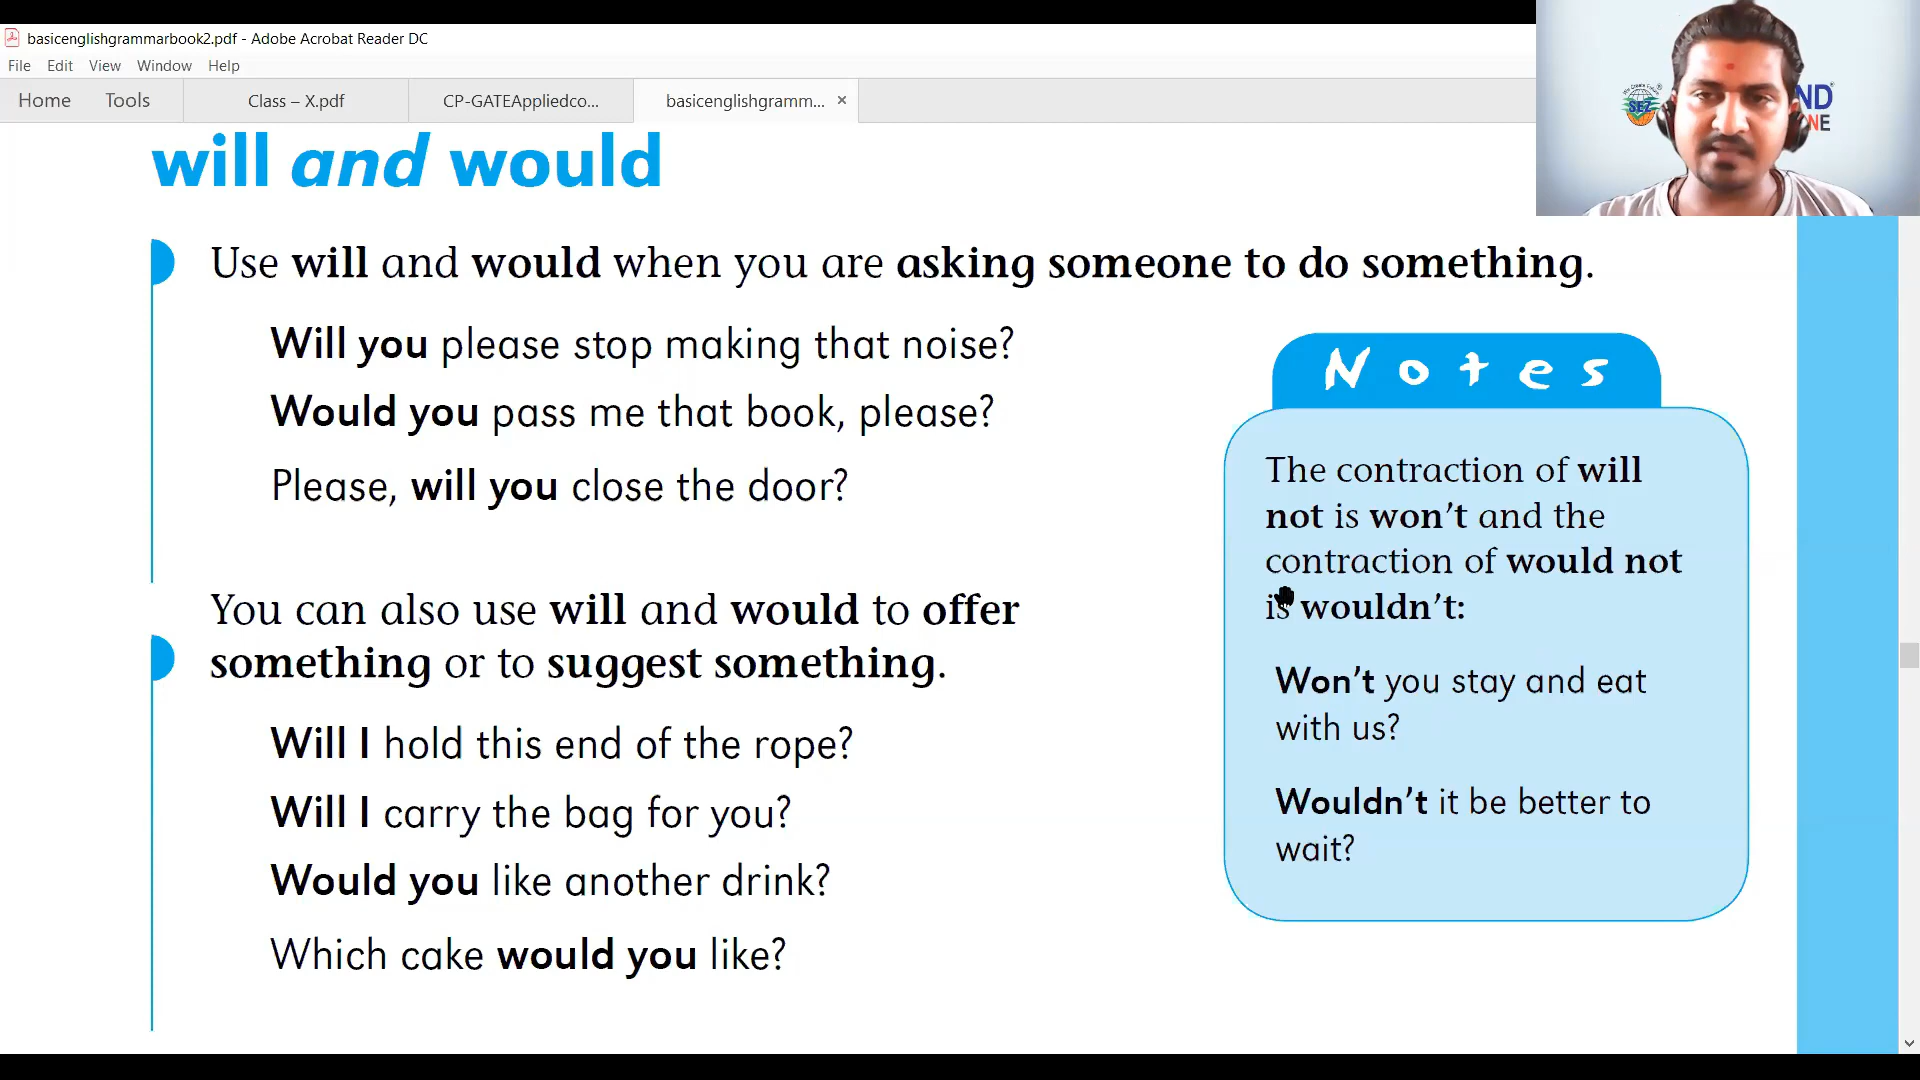 basicenglishgrammarbook2.pdf - Adobe Acrobat Reader DC
File Edit View Window Help
Home Tools Class – X.pdf CP-GATEAppliedco... basicenglishgramm... ×
SEZ
ND
NE
will and would
Use will and would when you are asking someone to do something.
Will you please stop making that noise?
Would you pass me that book, please?
Please, will you close the door?
You can also use will and would to offer
something or to suggest something.
Will I hold this end of the rope?
Will I carry the bag for you?
Would you like another drink?
Which cake would you like?
Notes
The contraction of will
not is won’t and the
contraction of would not
is wouldn’t:
Won’t you stay and eat
with us?
Wouldn’t it be better to
wait?